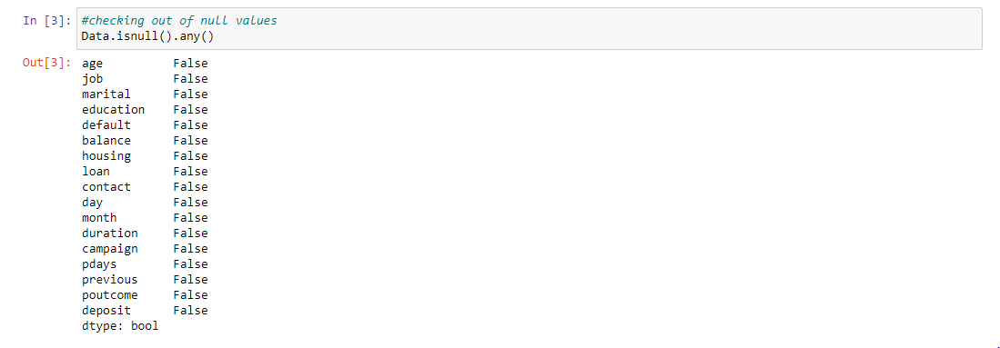 In [3]: #checking out of null values
Data.isnull().any()
Out[3]: age False
job False
marital False
education False
default False
balance False
housing False
loan False
contact False
day False
month False
duration False
campaign False
pdays False
previous False
poutcome False
deposit False
dtype: bool